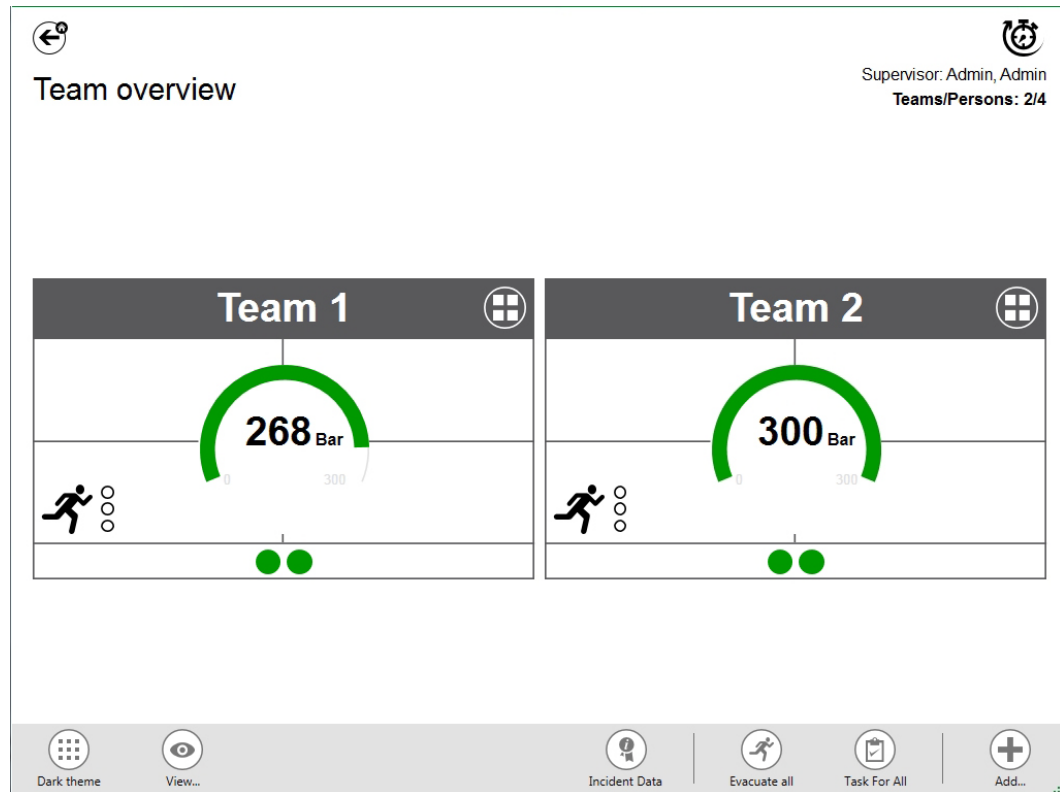 Team overview
Supervisor: Admin, Admin
Teams/Persons: 2/4
Team 1
268 Bar
0 300
Team 2
300 Bar
0 300
Dark theme
View...
Incident Data
Evacuate all
Task For All
Add...